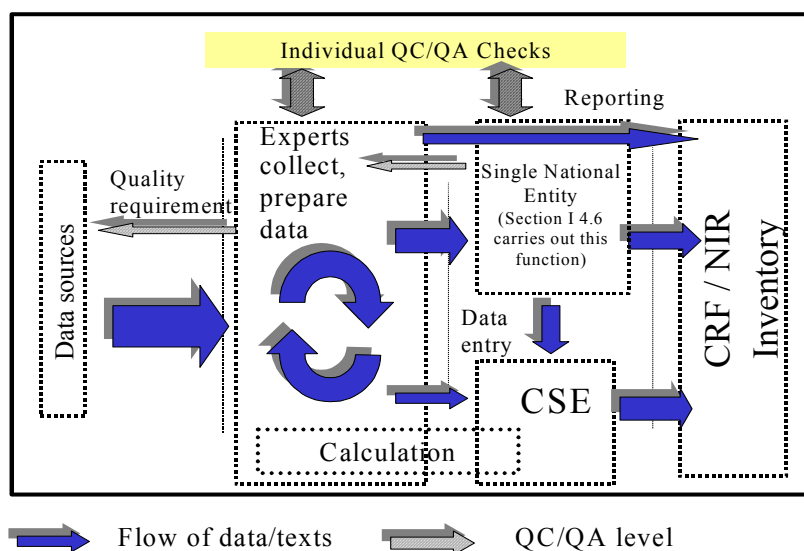 Individual QC/QA Checks
Reporting
Experts
collect,
prepare
data
Single National
Entity
(Section I 4.6
carries out this
function)
Quality
requirement
Data sources
Data
entry
CSE
CRF / NIR
Inventory
Calculation
Flow of data/texts
QC/QA level